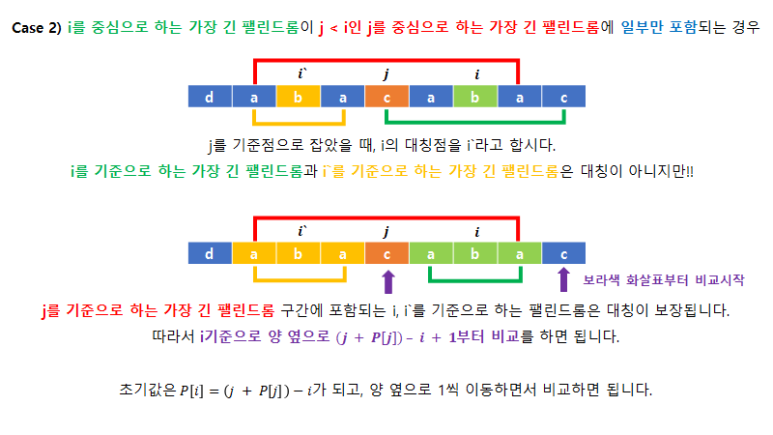 Case 2) i를 중심으로 하는 가장 긴 팰린드롬이 j < i인 j를 중심으로 하는 가장 긴 팰린드롬에 일부만 포함되는 경우
i` j i
d a b a c a b a c
j를 기준점으로 잡았을 때, i의 대칭점을 i`라고 합시다.
i를 기준으로 하는 가장 긴 팰린드롬과 i`를 기준으로 하는 가장 긴 팰린드롬은 대칭이 아니지만!!
i` j i
d a b a c a b a c
보라색 화살표부터 비교시작
j를 기준으로 하는 가장 긴 팰린드롬 구간에 포함되는 i, i`를 기준으로 하는 팰린드롬은 대칭이 보장됩니다.
따라서 i기준으로 양 옆으로 (j + P[j]) – i + 1부터 비교를 하면 됩니다.
초기값은 P[i] = (j + P[j]) – i가 되고, 양 옆으로 1씩 이동하면서 비교하면 됩니다.